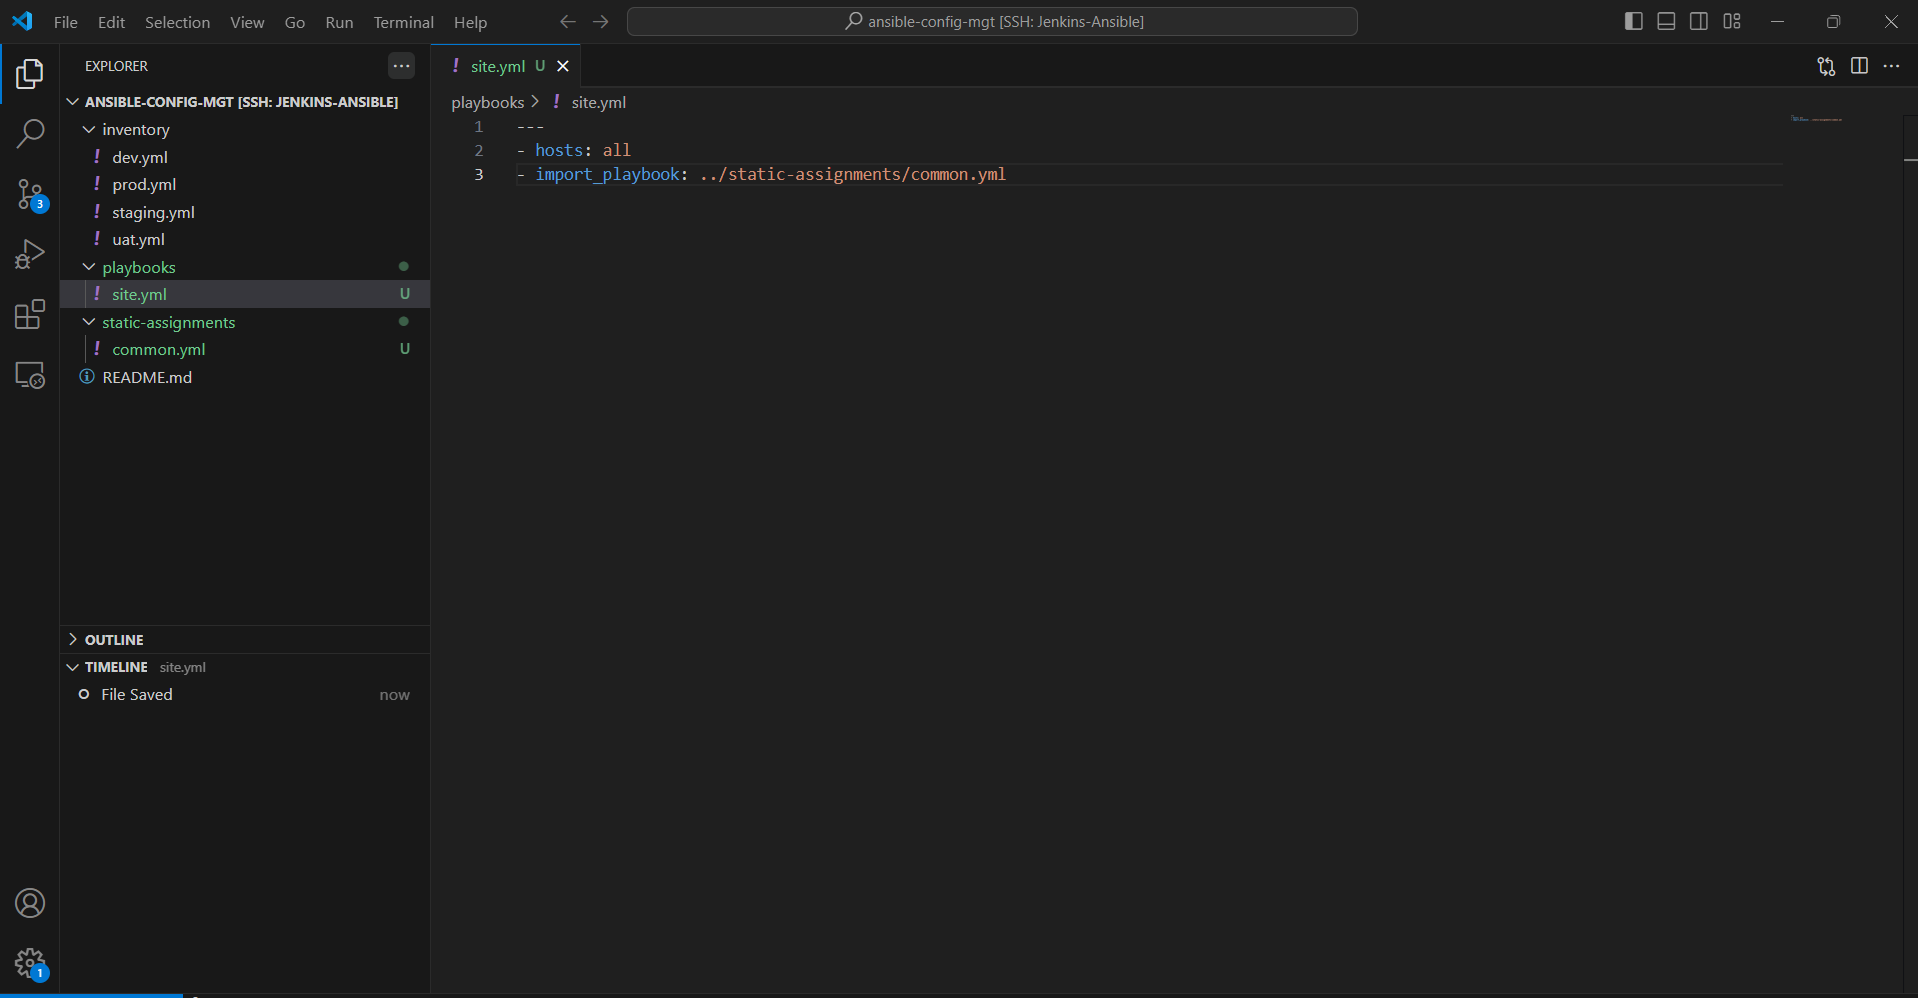 File Edit Selection View Go Run Terminal Help ansible-config-mgt [SSH: Jenkins-Ansible]
EXPLORER
ANSIBLE-CONFIG-MGT [SSH: JENKINS-ANSIBLE]
inventory
! dev.yml
! prod.yml
! staging.yml
! uat.yml
playbooks
! site.yml U
static-assignments
! common.yml U
README.md
OUTLINE
TIMELINE site.yml
File Saved now
3
1
! site.yml U
playbooks > ! site.yml
1 ---
2 - hosts: all
3 - import_playbook: ../static-assignments/common.yml